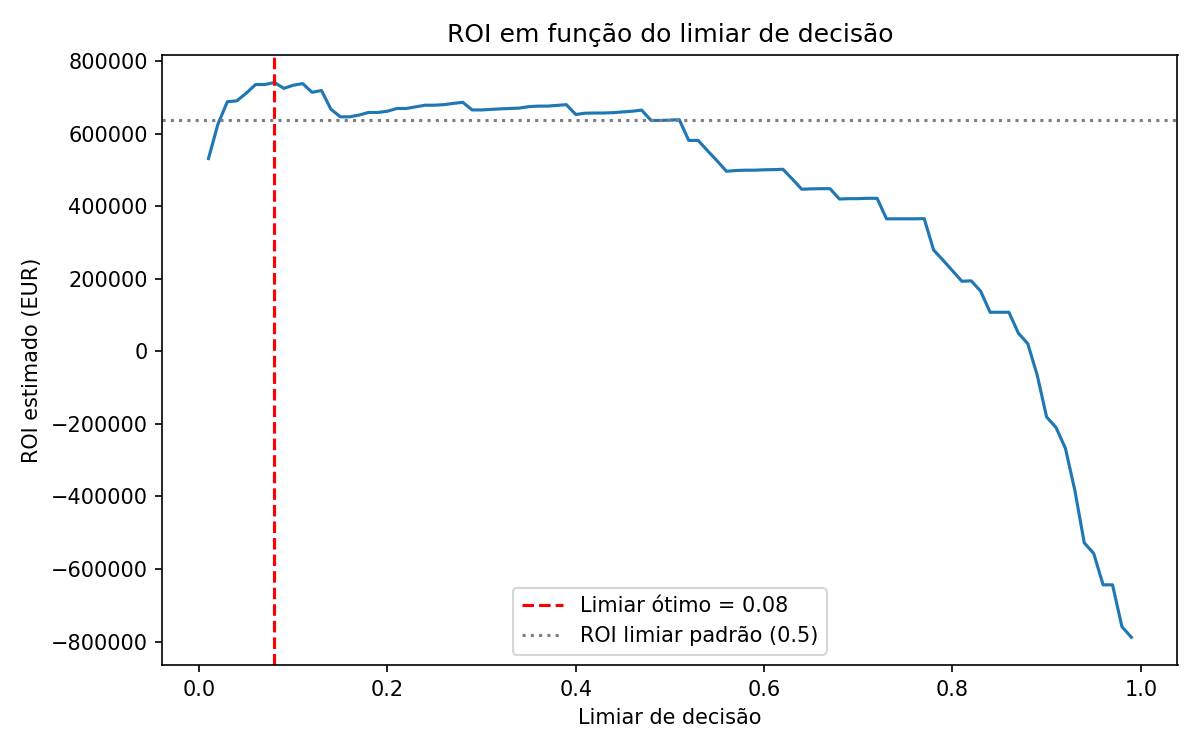 ROI em função do limiar de decisão
ROI estimado (EUR)
800000
600000
400000
200000
0
−200000
−400000
−600000
−800000
Limiar ótimo = 0.08
ROI limiar padrão (0.5)
0.0 0.2 0.4 0.6 0.8 1.0
Limiar de decisão